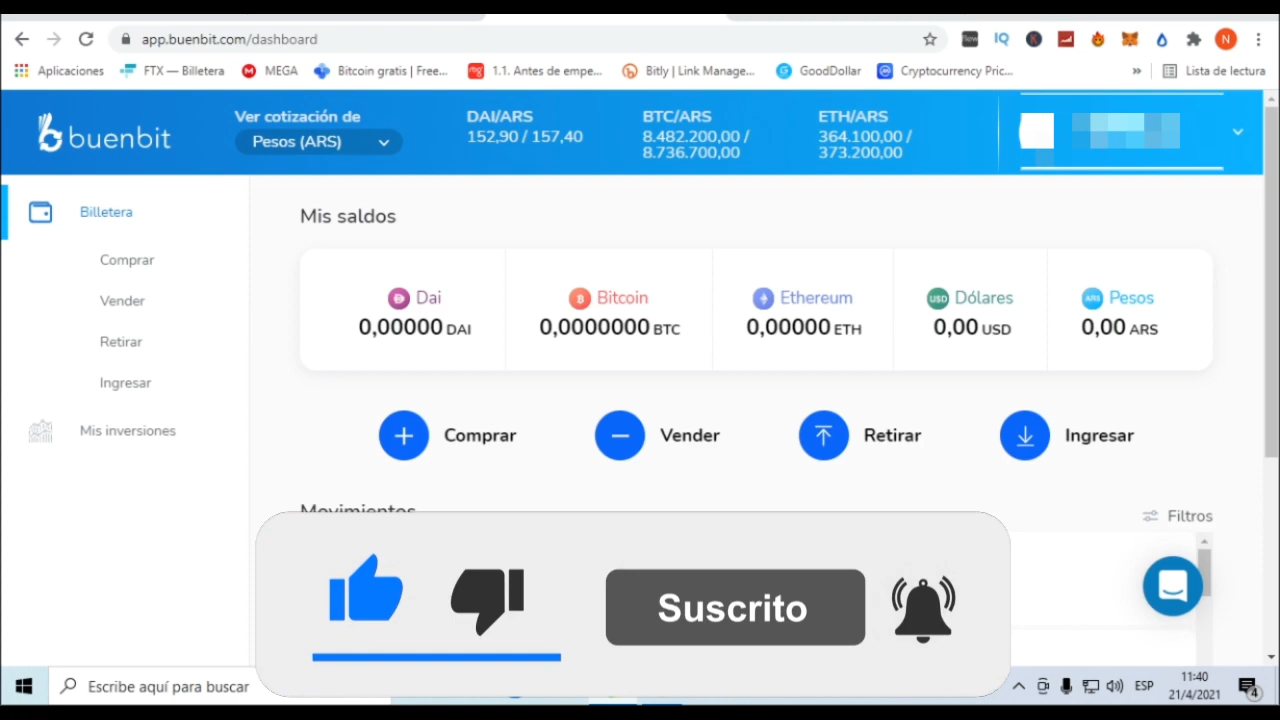 app.buenbit.com/dashboard
New
IQ
N
Aplicaciones
FTX — Billetera
MEGA
Bitcoin gratis | Free...
1.1. Antes de empe...
Bitly | Link Manage...
GoodDollar
Cryptocurrency Pric...
»
Lista de lectura
buenbit
Ver cotización de
Pesos (ARS)
DAI/ARS
152,90 / 157,40
BTC/ARS
8.482.200,00 /
8.736.700,00
ETH/ARS
364.100,00 /
373.200,00
Billetera
Comprar
Vender
Retirar
Ingresar
Mis inversiones
Mis saldos
Dai
0,00000 DAI
Bitcoin
0,0000000 BTC
Ethereum
0,00000 ETH
USD Dólares
0,00 USD
ARS Pesos
0,00 ARS
Comprar
Vender
Retirar
Ingresar
Movimientos
Filtros
Suscrito
Escribe aquí para buscar
ESP
11:40
21/4/2021
4